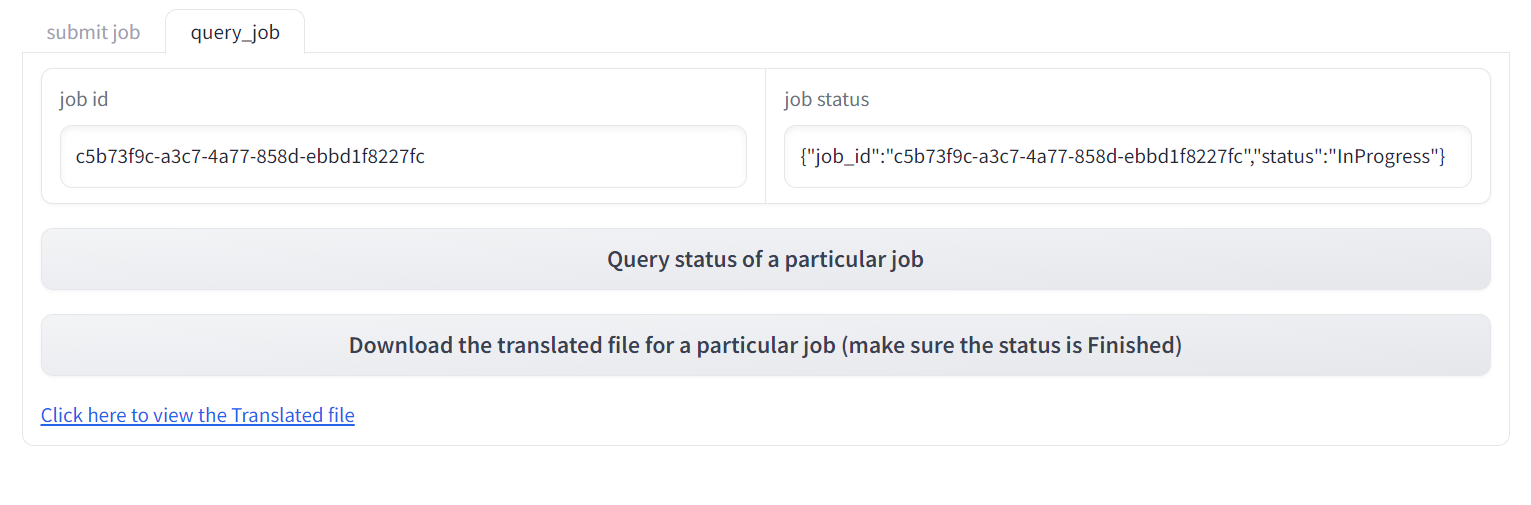 submit job
query_job
job id
job status
c5b73f9c-a3c7-4a77-858d-ebbd1f8227fc
{"job_id":"c5b73f9c-a3c7-4a77-858d-ebbd1f8227fc","status":"InProgress"}
Query status of a particular job
Download the translated file for a particular job (make sure the status is Finished)
Click here to view the Translated file